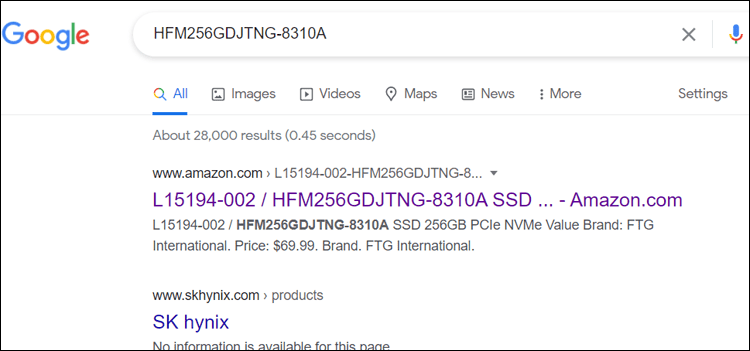 Google
HFM256GDJTNG-8310A
All Images Videos Maps News More Settings
About 28,000 results (0.45 seconds)
www.amazon.com › L15194-002-HFM256GDJTNG-8...
L15194-002 / HFM256GDJTNG-8310A SSD ... - Amazon.com
L15194-002 / HFM256GDJTNG-8310A SSD 256GB PCIe NVMe Value Brand: FTG
International. Price: $69.99. Brand. FTG International.
www.skhynix.com › products
SK hynix
No information is available for this page.